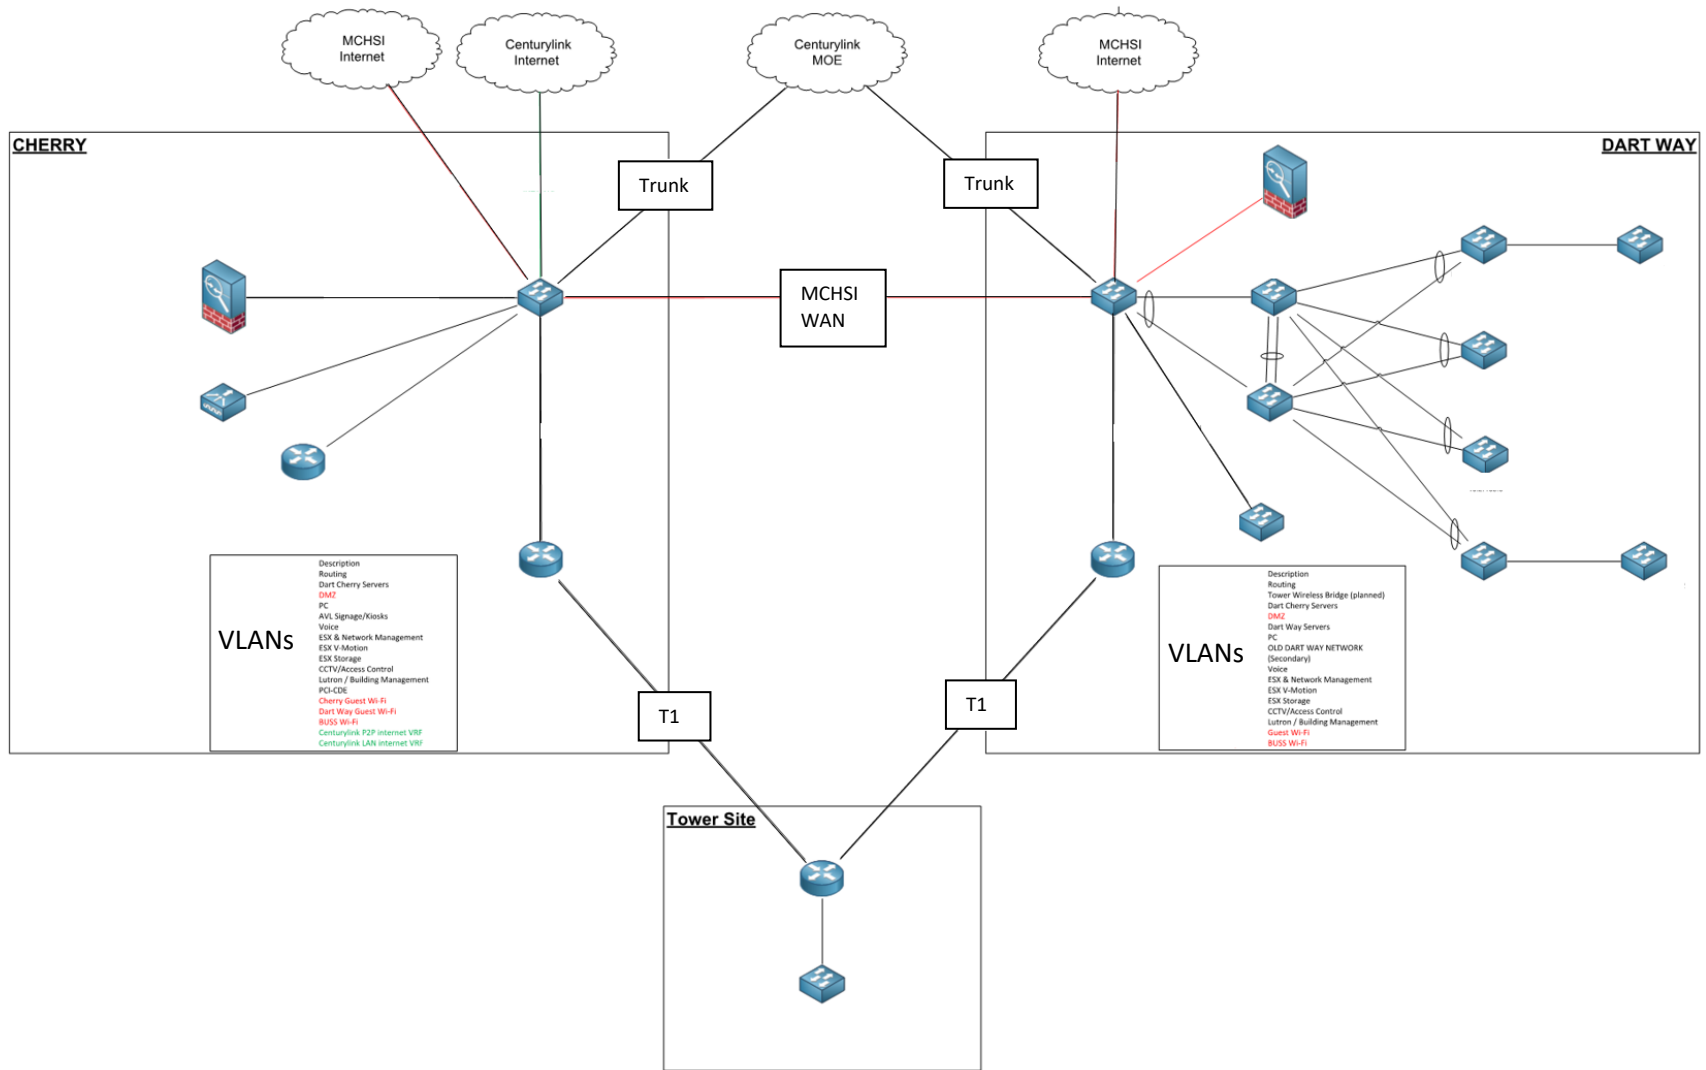 MCHSI
Internet
Centurylink
Internet
Centurylink
MOE
MCHSI
Internet
CHERRY
DART WAY
Trunk
Trunk
MCHSI
WAN
VLANs
Description
Routing
Dart Cherry Servers
DMZ
PC
AVL Signage/Kiosks
Voice
ESX & Network Management
ESX V-Motion
ESX Storage
CCTV/Access Control
Lutron / Building Management
PCI-CDE
Cherry Guest Wi-Fi
Dart Way Guest Wi-Fi
BUSS Wi-Fi
Centurylink P2P internet VRF
Centurylink LAN internet VRF
VLANs
Description
Routing
Tower Wireless Bridge (planned)
Dart Cherry Servers
DMZ
Dart Way Servers
PC
OLD DART WAY NETWORK
(Secondary)
Voice
ESX & Network Management
ESX V-Motion
ESX Storage
CCTV/Access Control
Lutron / Building Management
Guest Wi-Fi
BUSS Wi-Fi
T1
T1
Tower Site